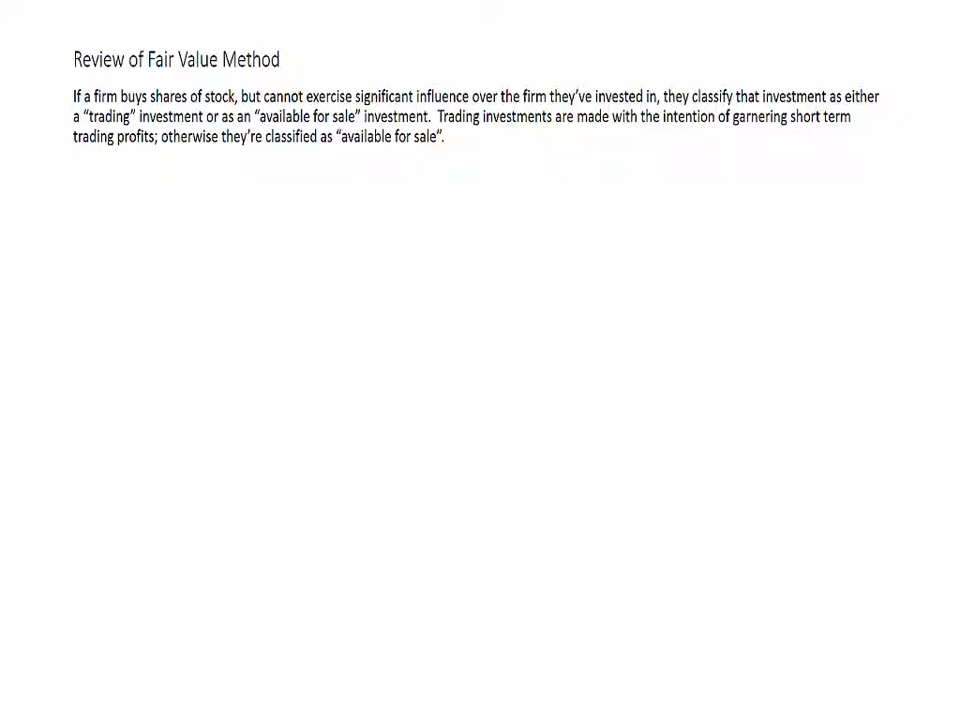 Review of Fair Value Method
If a firm buys shares of stock, but cannot exercise significant influence over the firm they’ve invested in, they classify that investment as either
a “trading” investment or as an “available for sale” investment.  Trading investments are made with the intention of garnering short term
trading profits; otherwise they’re classified as “available for sale”.